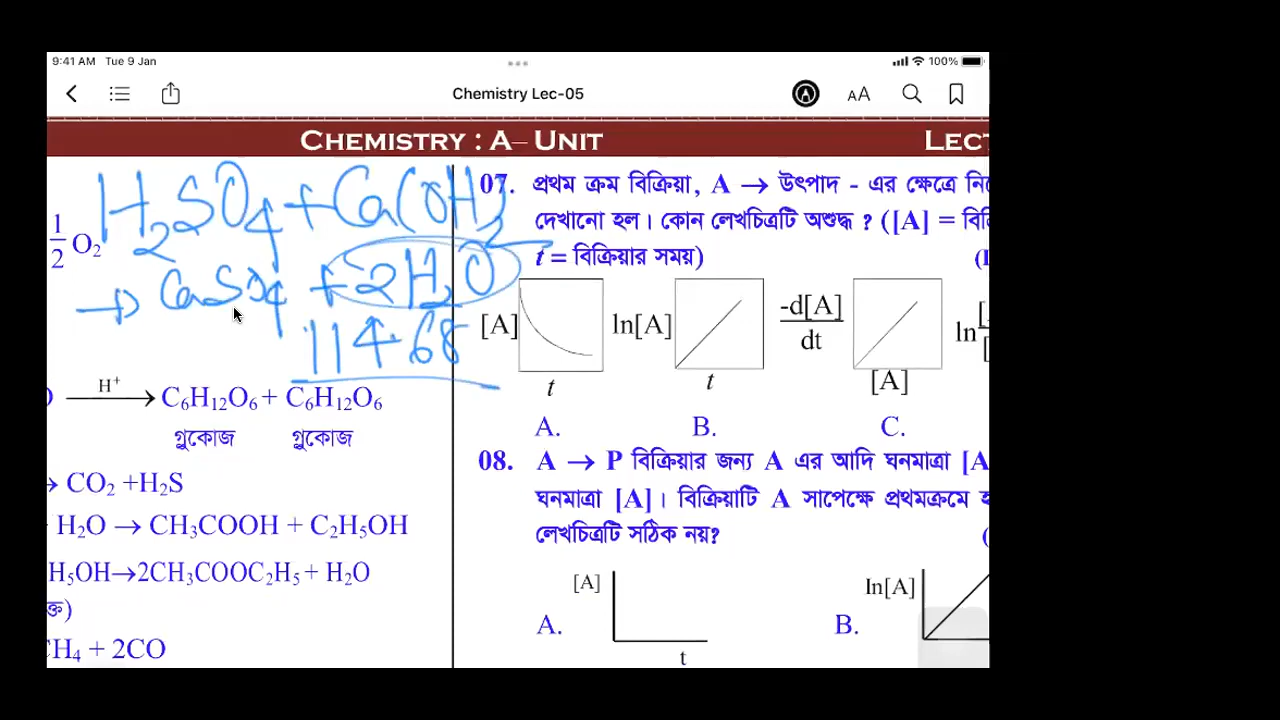 9:41 AM Tue 9 Jan
100%
Chemistry Lec-05
AA
CHEMISTRY : A– UNIT
LECT
H₂SO₄ + Ca(OH)₂
→ CaSO₄ + 2H₂O
114.68
1/2 O₂
H⁺
⟶ C₆H₁₂O₆ + C₆H₁₂O₆
গ্লুকোজ গ্লুকোজ
→ CO₂ +H₂S
H₂O → CH₃COOH + C₂H₅OH
H₅OH→2CH₃COOC₂H₅ + H₂O
CH₄ + 2CO
07. প্রথম ক্রম বিক্রিয়া, A → উৎপাদ - এর ক্ষেত্রে
দেখানো হল। কোন লেখচিত্রটি অশুদ্ধ ? ([A] =
t = বিক্রিয়ার সময়)
[A] ln[A] -d[A]/dt ln
t t [A]
A. B. C.
08. A → P বিক্রিয়ার জন্য A এর আদি ঘনমাত্রা [A
ঘনমাত্রা [A]। বিক্রিয়াটি A সাপেক্ষে প্রথমক্রমে
লেখচিত্রটি সঠিক নয়?
[A] ln[A]
A. B.
t